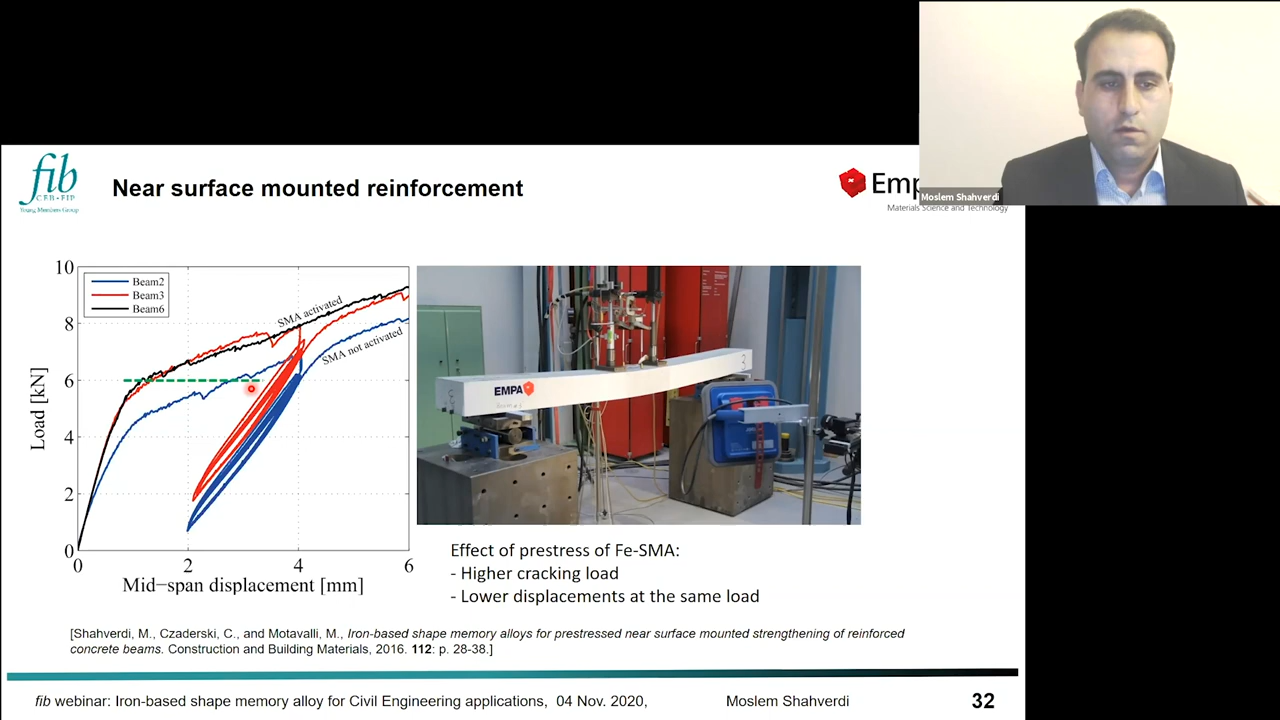 fib
CEB-FIP
Young Members Group
Near surface mounted reinforcement
Emp
Materials Science and Technology
Moslem Shahverdi
10
8
6
4
2
0
Load [kN]
Beam2
Beam3
Beam6
SMA activated
SMA not activated
0
2
4
6
Mid-span displacement [mm]
EMPA
3
Effect of prestress of Fe-SMA:
- Higher cracking load
- Lower displacements at the same load
[Shahverdi, M., Czaderski, C., and Motavalli, M., Iron-based shape memory alloys for prestressed near surface mounted strengthening of reinforced
concrete beams. Construction and Building Materials, 2016. 112: p. 28-38.]
fib webinar: Iron-based shape memory alloy for Civil Engineering applications, 04 Nov. 2020,
Moslem Shahverdi
32